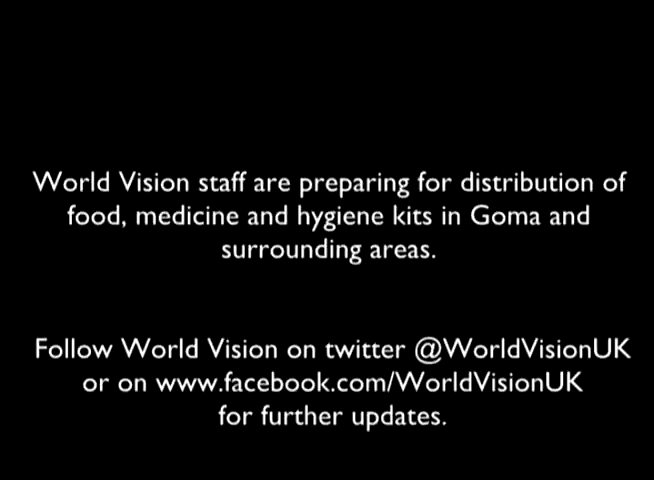 World Vision staff are preparing for distribution of
food, medicine and hygiene kits in Goma and
surrounding areas.
Follow World Vision on twitter @WorldVisionUK
or on www.facebook.com/WorldVisionUK
for further updates.